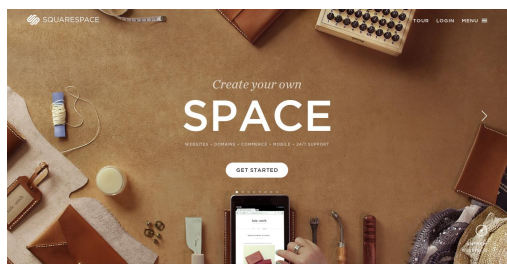 SQUARESPACE
TOUR LOGIN MENU
Create your own
SPACE
WEBSITES • DOMAINS • COMMERCE • MOBILE • 24/7 SUPPORT
GET STARTED